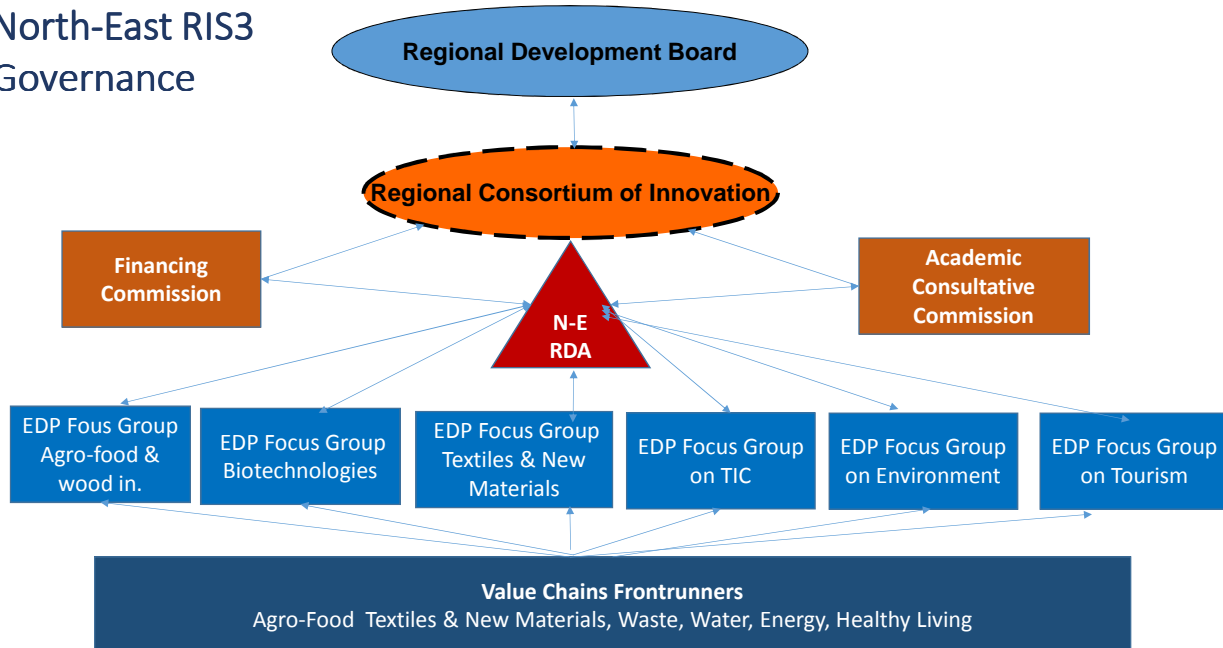 North-East RIS3
Governance
Regional Development Board
Regional Consortium of Innovation
Financing
Commission
Academic
Consultative
Commission
N-E
RDA
EDP Fous Group
Agro-food &
wood in.
EDP Focus Group
Biotechnologies
EDP Focus Group
Textiles & New
Materials
EDP Focus Group
on TIC
EDP Focus Group
on Environment
EDP Focus Group
on Tourism
Value Chains Frontrunners
Agro-Food Textiles & New Materials, Waste, Water, Energy, Healthy Living